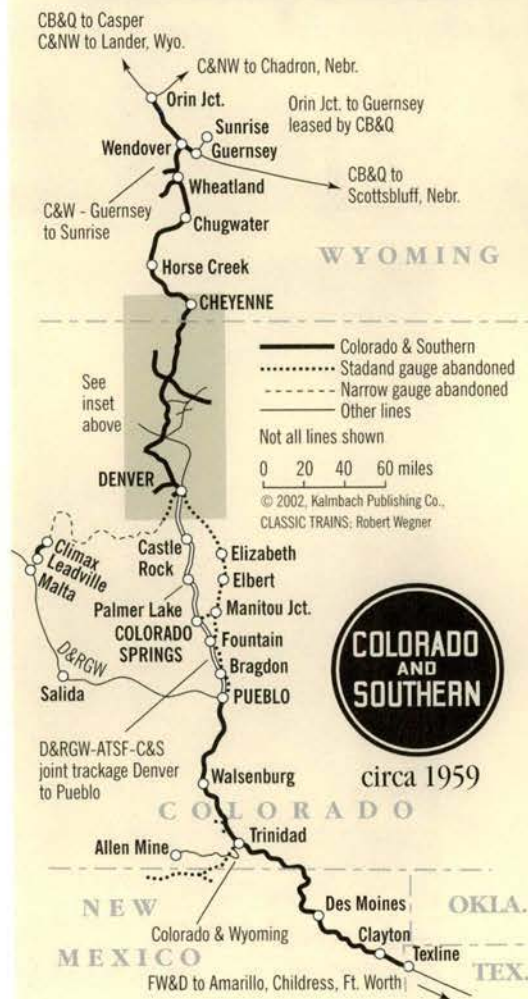 CB&Q to Casper
C&NW to Lander, Wyo.
C&NW to Chadron, Nebr.
Orin Jct.
Orin Jct. to Guernsey
leased by CB&Q
Sunrise
Wendover
Guernsey
CB&Q to
Scottsbluff, Nebr.
Wheatland
C&W - Guernsey
to Sunrise
Chugwater
WYOMING
Horse Creek
CHEYENNE
Colorado & Southern
Stadand gauge abandoned
Narrow gauge abandoned
Other lines
See
inset
above
Not all lines shown
0 20 40 60 miles
DENVER
© 2002, Kalmbach Publishing Co.,
CLASSIC TRAINS: Robert Wegner
Castle
Rock
Elizabeth
Climax
Leadville
Malta
Elbert
Palmer Lake
Manitou Jct.
COLORADO
SPRINGS
Fountain
D&RGW
Bragdon
Salida
PUEBLO
COLORADO
AND
SOUTHERN
circa 1959
D&RGW-ATSF-C&S
joint trackage Denver
to Pueblo
Walsenburg
COLORADO
Trinidad
Allen Mine
NEW
MEXICO
Colorado & Wyoming
Des Moines
OKLA.
Clayton
Texline
TEX.
FW&D to Amarillo, Childress, Ft. Worth